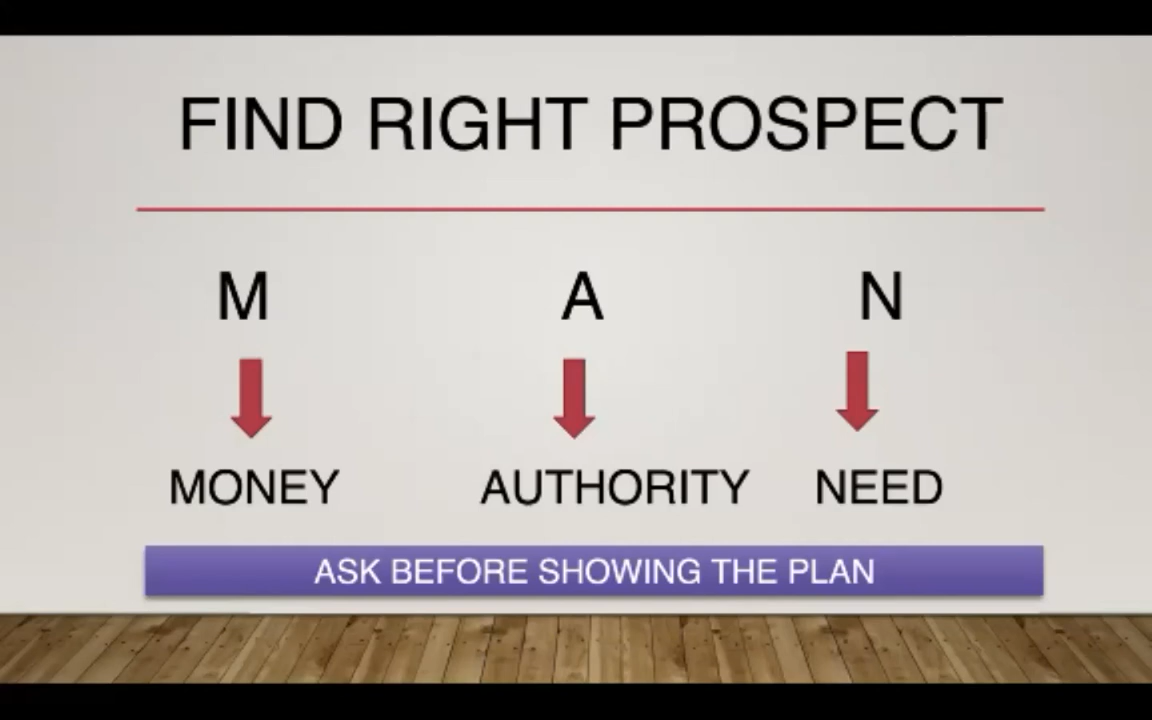 FIND RIGHT PROSPECT
M A N
MONEY AUTHORITY NEED
ASK BEFORE SHOWING THE PLAN